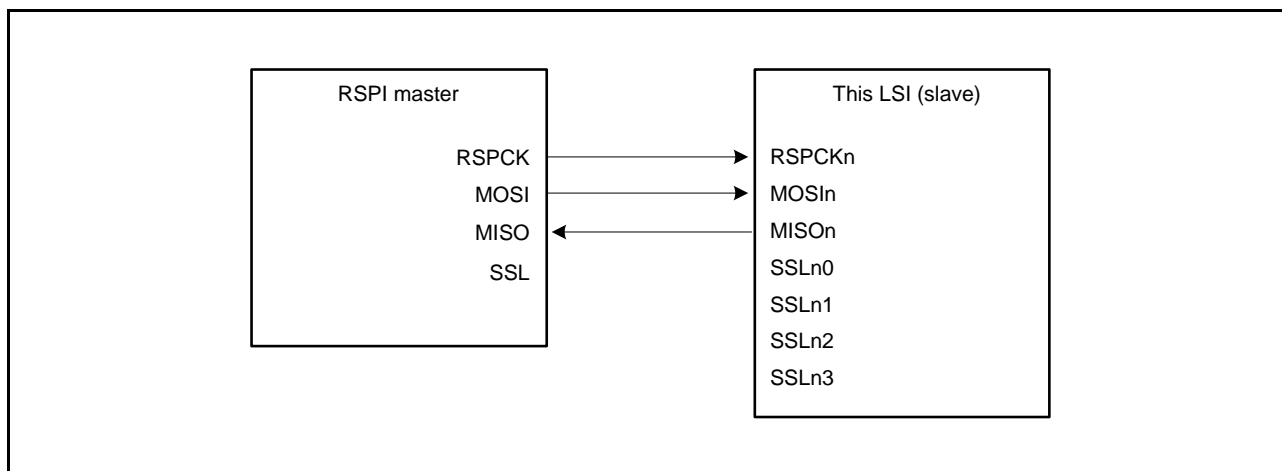 RSPI master
RSPCK
MOSI
MISO
SSL
This LSI (slave)
RSPCKn
MOSIn
MISOn
SSLn0
SSLn1
SSLn2
SSLn3